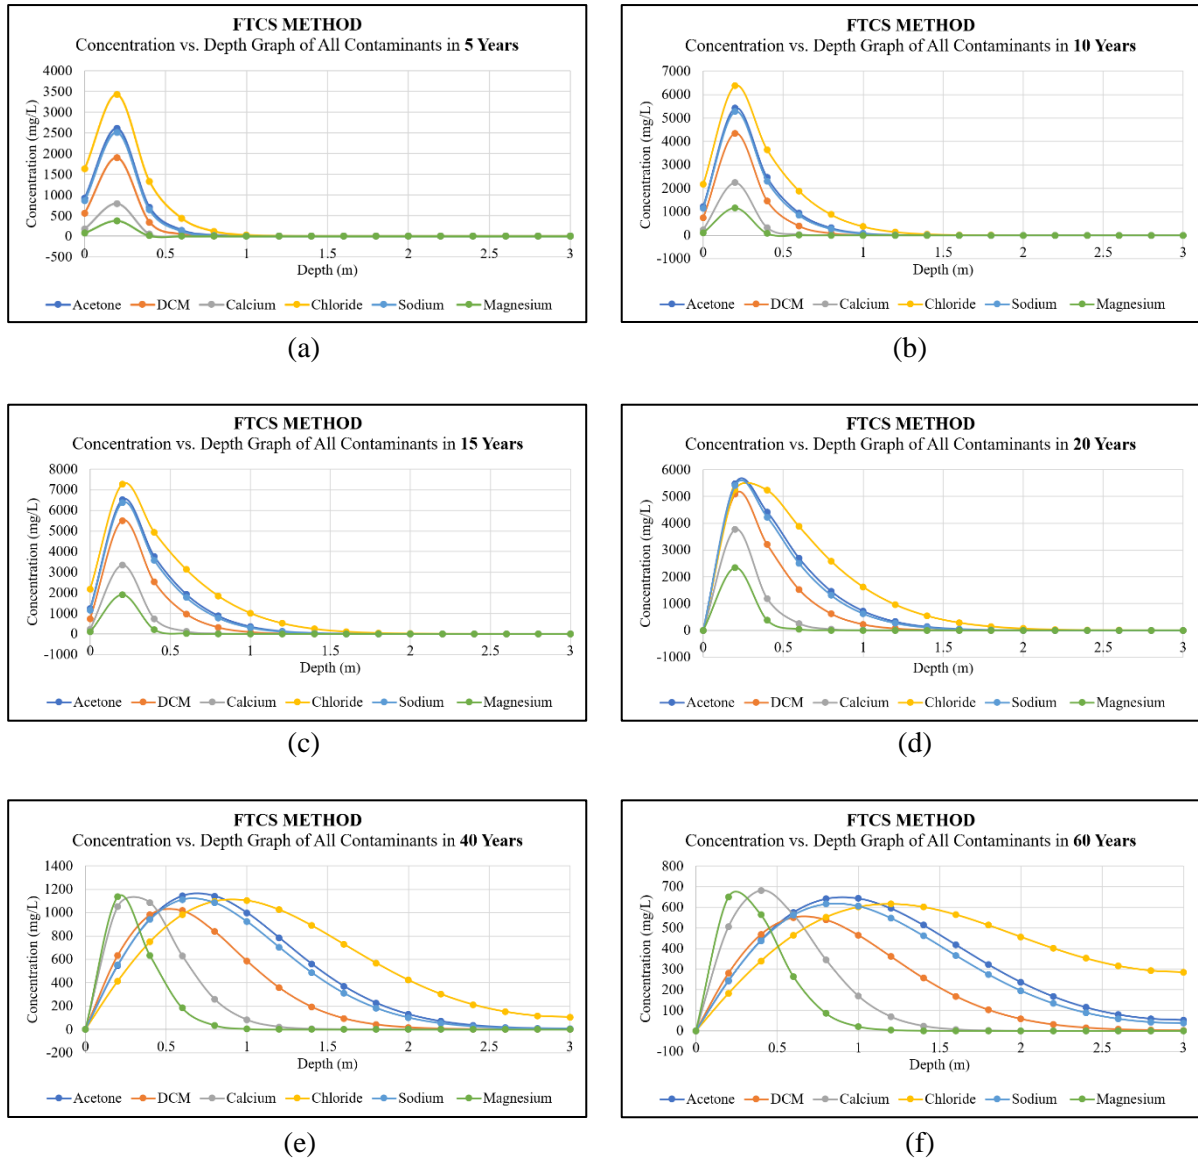 FTCS METHOD
Concentration vs. Depth Graph of All Contaminants in 5 Years
Concentration (mg/L)
4000
3500
3000
2500
2000
1500
1000
500
0
-500
0 0.5 1 1.5 2 2.5 3
Depth (m)
Acetone DCM Calcium Chloride Sodium Magnesium
(a)
FTCS METHOD
Concentration vs. Depth Graph of All Contaminants in 10 Years
Concentration (mg/L)
7000
6000
5000
4000
3000
2000
1000
0
-1000
0 0.5 1 1.5 2 2.5 3
Depth (m)
Acetone DCM Calcium Chloride Sodium Magnesium
(b)
FTCS METHOD
Concentration vs. Depth Graph of All Contaminants in 15 Years
Concentration (mg/L)
8000
7000
6000
5000
4000
3000
2000
1000
0
-1000
0 0.5 1 1.5 2 2.5 3
Depth (m)
Acetone DCM Calcium Chloride Sodium Magnesium
(c)
FTCS METHOD
Concentration vs. Depth Graph of All Contaminants in 20 Years
Concentration (mg/L)
6000
5000
4000
3000
2000
1000
0
-1000
0 0.5 1 1.5 2 2.5 3
Depth (m)
Acetone DCM Calcium Chloride Sodium Magnesium
(d)
FTCS METHOD
Concentration vs. Depth Graph of All Contaminants in 40 Years
Concentration (mg/L)
1400
1200
1000
800
600
400
200
0
-200
0 0.5 1 1.5 2 2.5 3
Depth (m)
Acetone DCM Calcium Chloride Sodium Magnesium
(e)
FTCS METHOD
Concentration vs. Depth Graph of All Contaminants in 60 Years
Concentration (mg/L)
800
700
600
500
400
300
200
100
0
-100
0 0.5 1 1.5 2 2.5 3
Depth (m)
Acetone DCM Calcium Chloride Sodium Magnesium
(f)